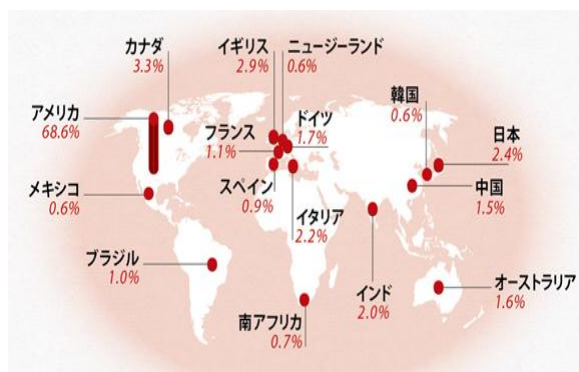 カナダ
3.3%
イギリス
2.9%
ニュージーランド
0.6%
アメリカ
68.6%
フランス
1.1%
ドイツ
1.7%
韓国
0.6%
日本
2.4%
メキシコ
0.6%
スペイン
0.9%
イタリア
2.2%
中国
1.5%
ブラジル
1.0%
南アフリカ
0.7%
インド
2.0%
オーストラリア
1.6%